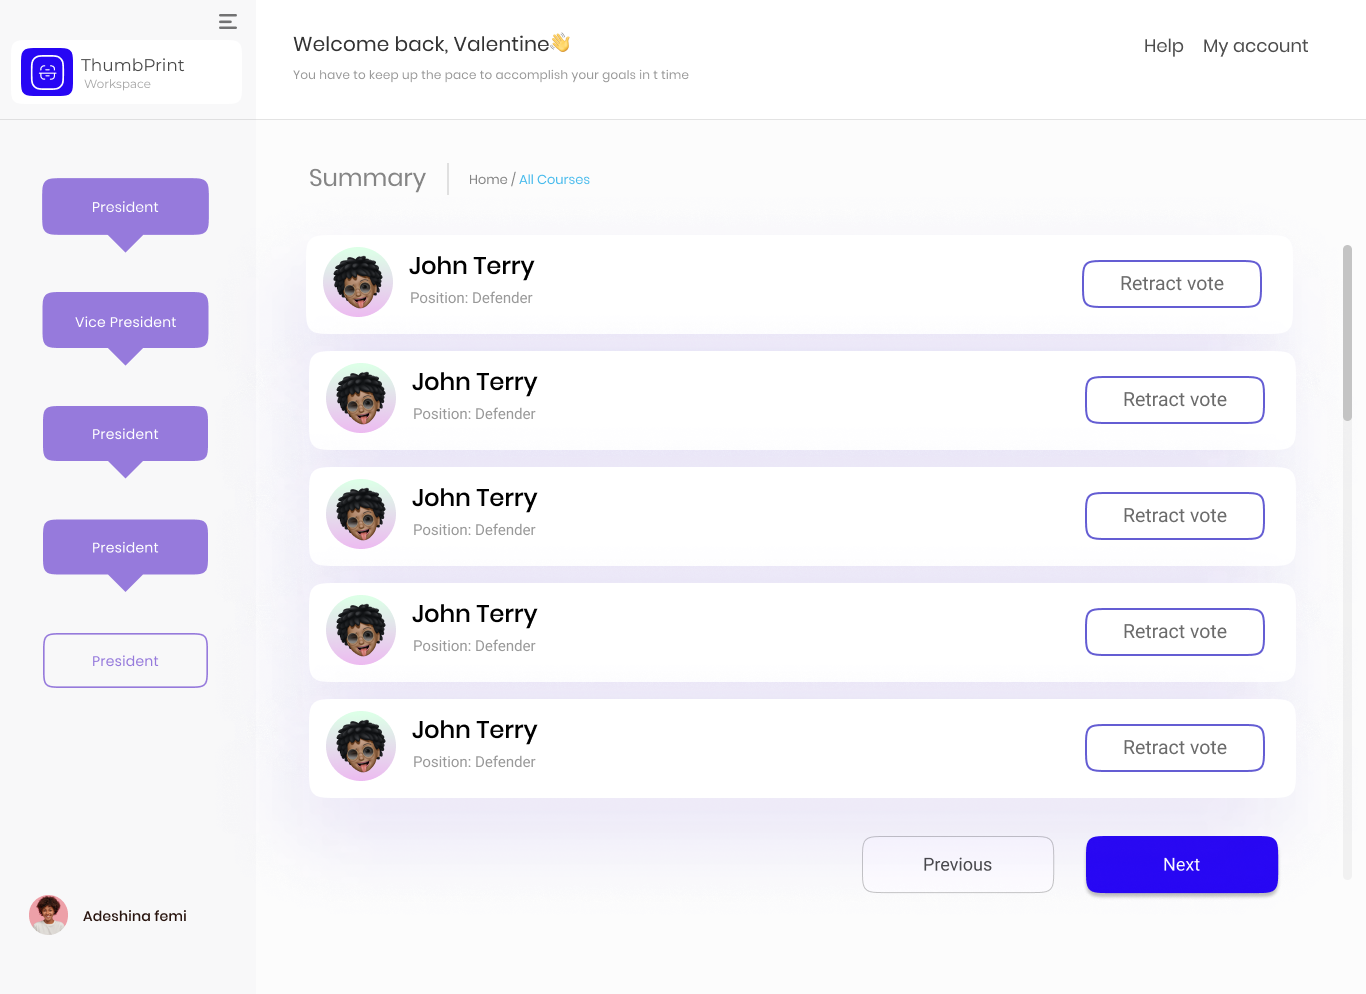 ThumbPrint
Workspace
Welcome back, Valentine👋
You have to keep up the pace to accomplish your goals in t time
Help
My account
President
Vice President
President
President
President
Adeshina femi
Summary
Home / All Courses
John Terry
Position: Defender
Retract vote
John Terry
Position: Defender
Retract vote
John Terry
Position: Defender
Retract vote
John Terry
Position: Defender
Retract vote
John Terry
Position: Defender
Retract vote
Previous
Next